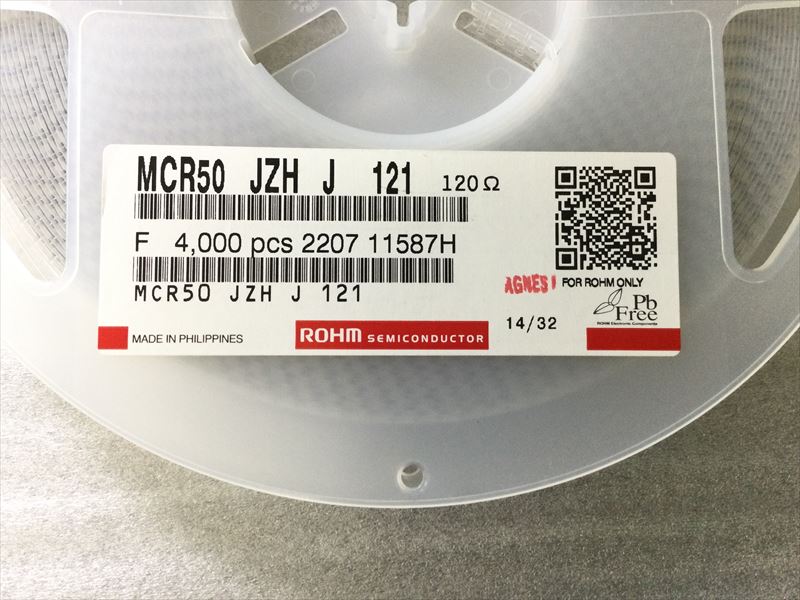 MCR50 JZH J 121 120Ω
F 4,000 pcs 2207 11587H
MCR50 JZH J 121
AGNES
FOR ROHM ONLY
Pb
Free
ROHM Electronic Components
MADE IN PHILIPPINES
ROHM SEMICONDUCTOR
14/32